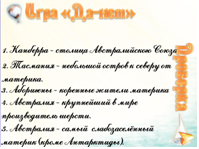 Игра «Да-нет»
1. Канберра - столица Австралийского Союза
2. Тасмания - небольшой остров к северу от
материка.
3. Аборигены - коренные жители материка
4. Австралия - крупнейший в мире
производитель шерсти.
5. Австралия - самый слабозаселённый
материк (кроме Антарктиды).
Проверка